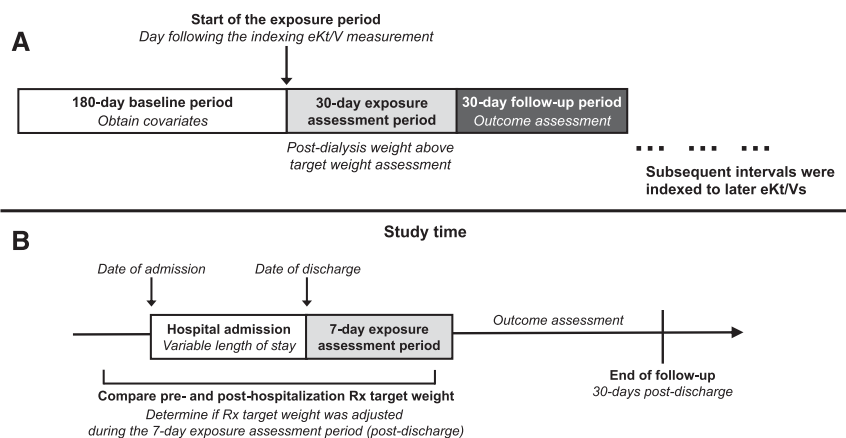 A
Start of the exposure period
Day following the indexing eKt/V measurement
180-day baseline period
Obtain covariates
30-day exposure
assessment period
30-day follow-up period
Outcome assessment
Post-dialysis weight above
target weight assessment
Subsequent intervals were
indexed to later eKt/Vs
Study time
B
Date of admission
Date of discharge
Hospital admission
Variable length of stay
7-day exposure
assessment period
Outcome assessment
Compare pre- and post-hospitalization Rx target weight
Determine if Rx target weight was adjusted
during the 7-day exposure assessment period (post-discharge)
End of follow-up
30-days post-discharge